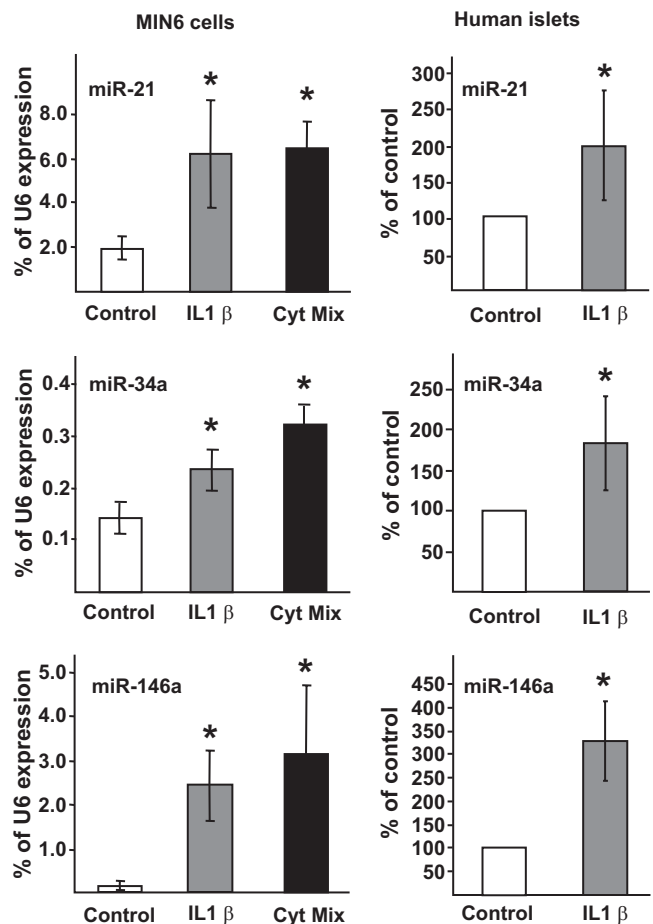 MIN6 cells
Human islets
% of U6 expression
8.0
6.0
4.0
2.0
miR-21
*
*
Control IL1 β Cyt Mix
% of control
300
250
200
150
100
50
miR-21
*
Control IL1 β
% of U6 expression
0.4
0.3
0.2
0.1
miR-34a
*
*
Control IL1 β Cyt Mix
% of control
250
200
150
100
50
miR-34a
*
Control IL1 β
% of U6 expression
5.0
4.0
3.0
2.0
1.0
miR-146a
*
*
Control IL1 β Cyt Mix
% of control
450
400
350
300
250
200
150
100
50
miR-146a
*
Control IL1 β